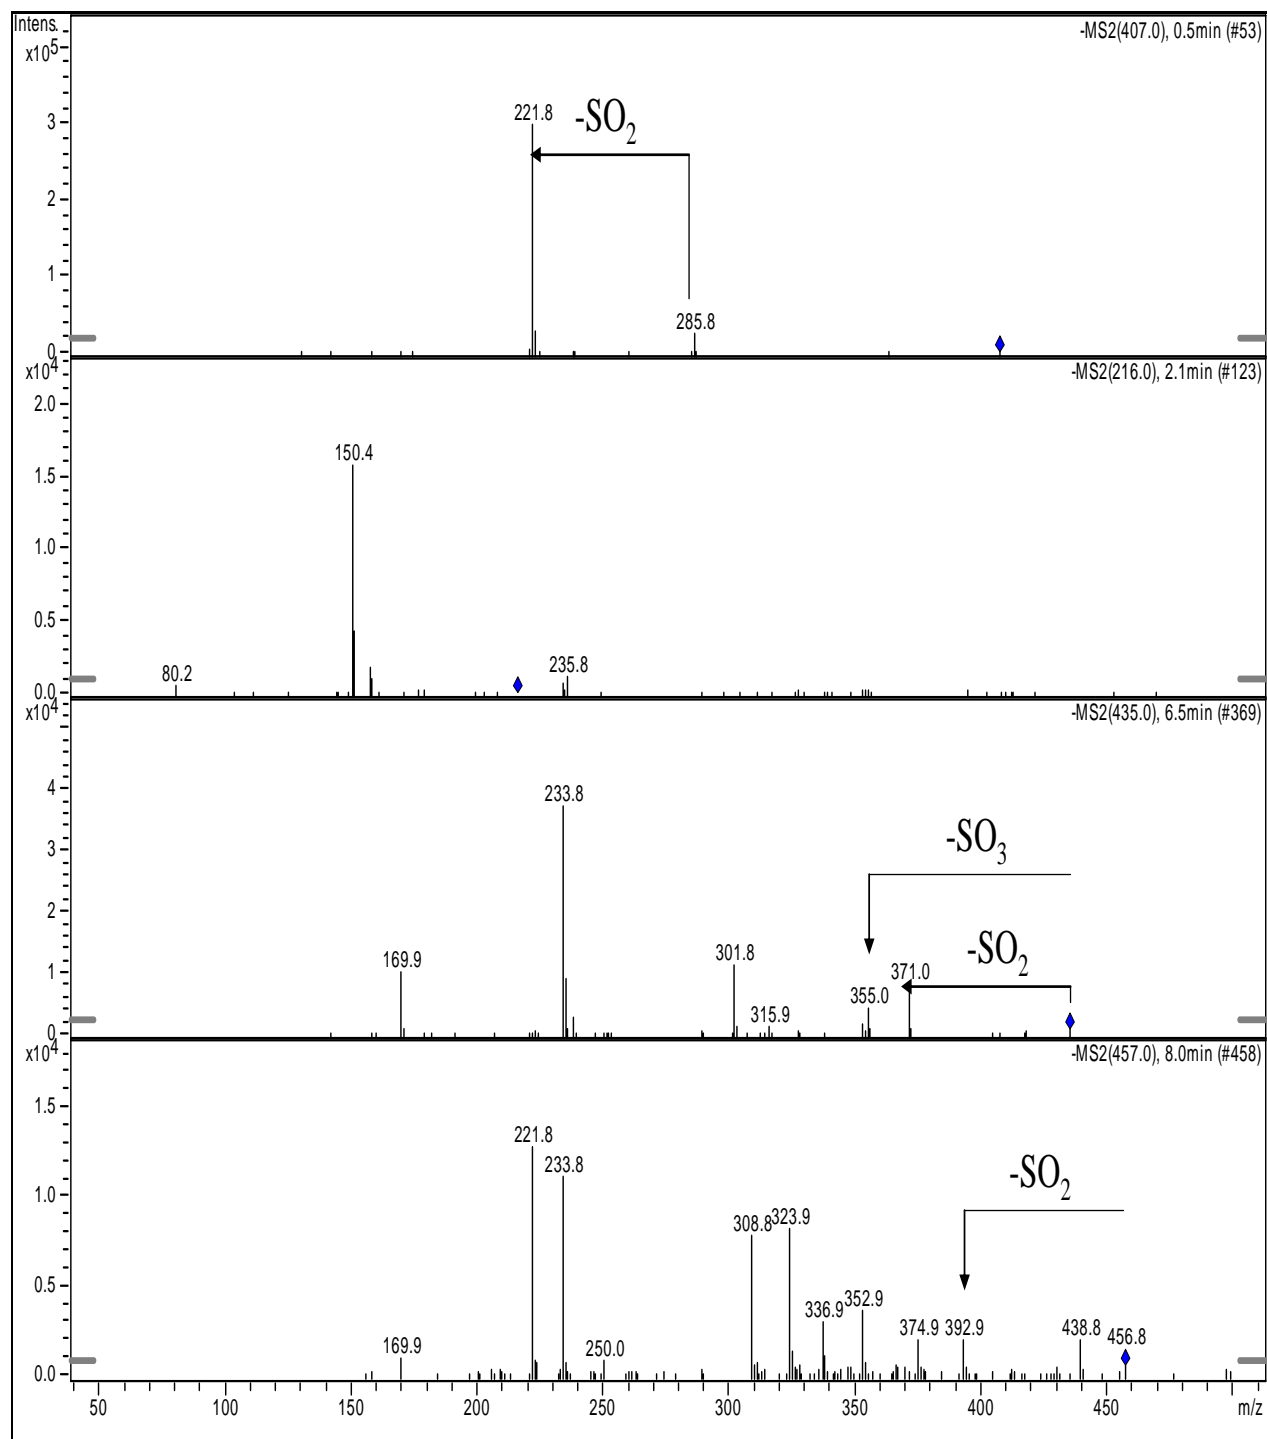 Intens.
x10^5
-MS2(407.0), 0.5min (#53)
3
2
1
0
221.8
-SO₂
285.8
x10^4
-MS2(216.0), 2.1min (#123)
2.0
1.5
1.0
0.5
0.0
150.4
80.2
235.8
x10^4
-MS2(435.0), 6.5min (#369)
4
3
2
1
0
233.8
-SO₃
-SO₂
169.9
301.8
371.0
355.0
315.9
x10^4
-MS2(457.0), 8.0min (#458)
1.5
1.0
0.5
0.0
221.8
233.8
-SO₂
308.8
323.9
336.9
352.9
374.9
392.9
438.8
456.8
169.9
250.0
50 100 150 200 250 300 350 400 450 m/z